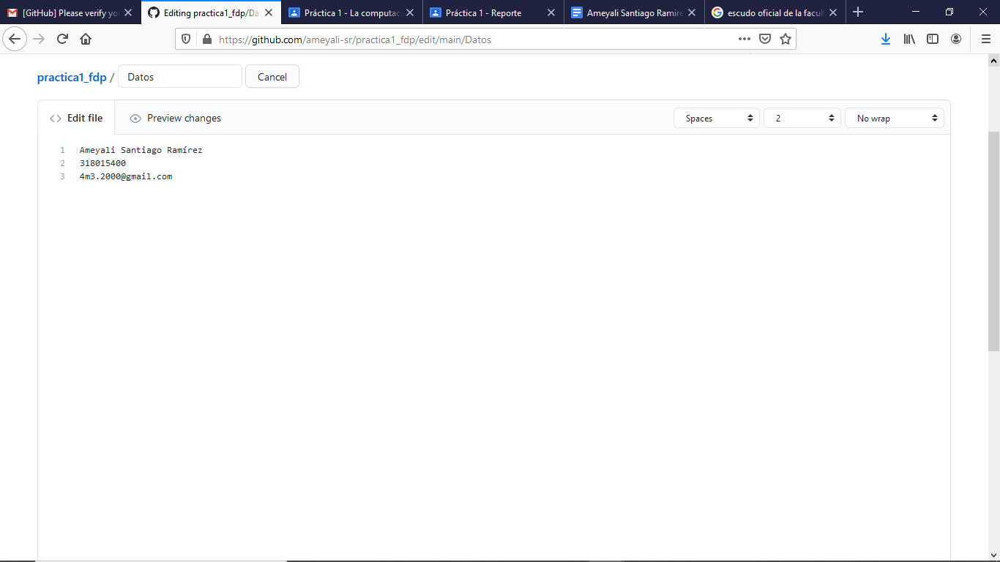 [GitHub] Please verify yo
Editing practica1_fdp/Da
Práctica 1 - La computac
Práctica 1 - Reporte
Ameyali Santiago Ramire
escudo oficial de la facul
https://github.com/ameyali-sr/practica1_fdp/edit/main/Datos
practica1_fdp / Datos Cancel
Edit file Preview changes Spaces 2 No wrap
1 Ameyali Santiago Ramírez
2 318015400
3 4m3.2000@gmail.com